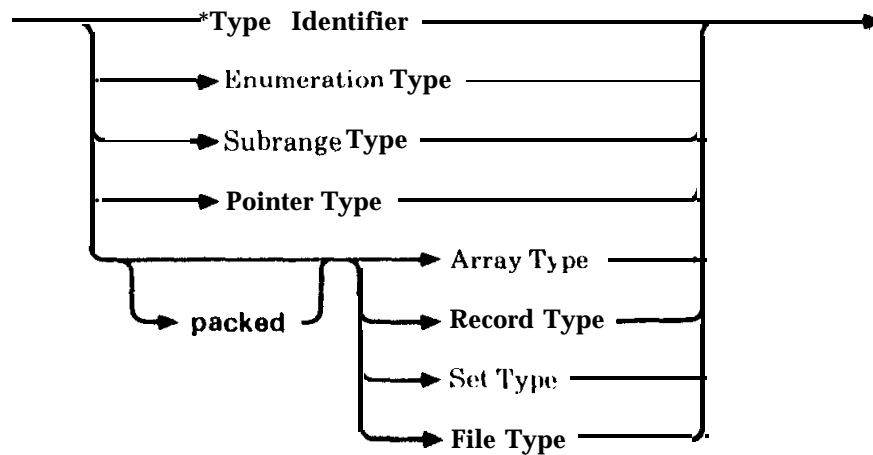 *Type Identifier
Enumeration Type
Subrange Type
Pointer Type
Array Type
packed
Record Type
Set Type
File Type